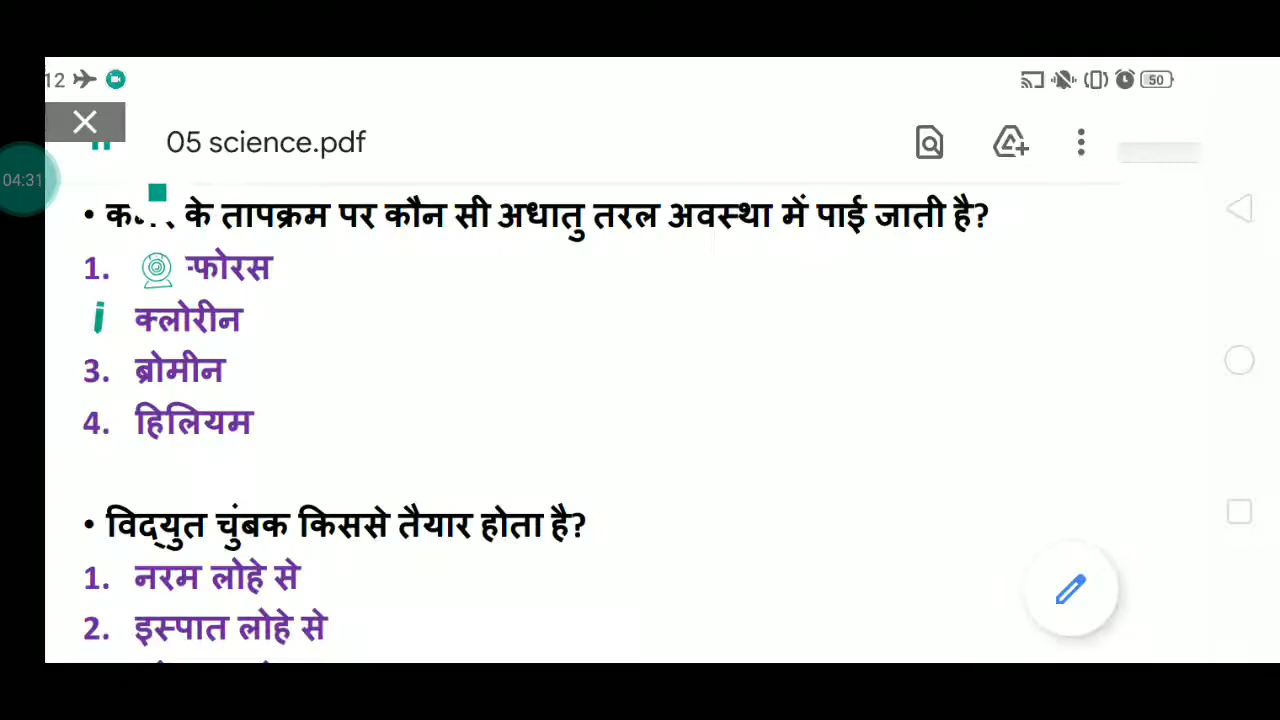 12
50
05 science.pdf
04:31
• के तापक्रम पर कौन सी अधातु तरल अवस्था में पाई जाती है?
1.
क्लोरीन
3. ब्रोमीन
4. हिलियम
• विद्युत चुंबक किससे तैयार होता है?
1. नरम लोहे से
2. इस्पात लोहे से